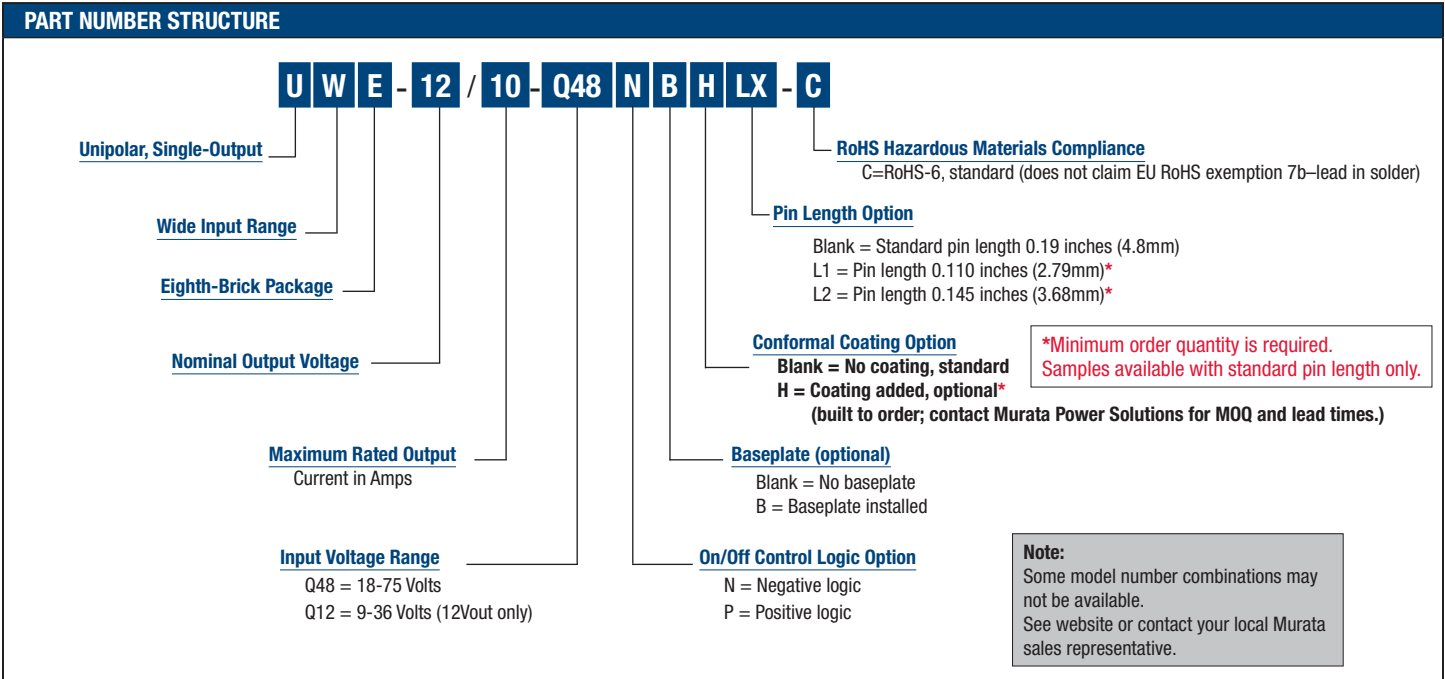 PART NUMBER STRUCTURE
U W E - 12 / 10 - Q48 N B H LX - C
Unipolar, Single-Output
RoHS Hazardous Materials Compliance
C=RoHS-6, standard (does not claim EU RoHS exemption 7b–lead in solder)
Wide Input Range
Pin Length Option
Blank = Standard pin length 0.19 inches (4.8mm)
L1 = Pin length 0.110 inches (2.79mm)*
L2 = Pin length 0.145 inches (3.68mm)*
Eighth-Brick Package
Nominal Output Voltage
Conformal Coating Option
Blank = No coating, standard
H = Coating added, optional*
(built to order; contact Murata Power Solutions for MOQ and lead times.)
*Minimum order quantity is required.
Samples available with standard pin length only.
Maximum Rated Output
Current in Amps
Baseplate (optional)
Blank = No baseplate
B = Baseplate installed
Input Voltage Range
Q48 = 18-75 Volts
Q12 = 9-36 Volts (12Vout only)
On/Off Control Logic Option
N = Negative logic
P = Positive logic
Note:
Some model number combinations may
not be available.
See website or contact your local Murata
sales representative.